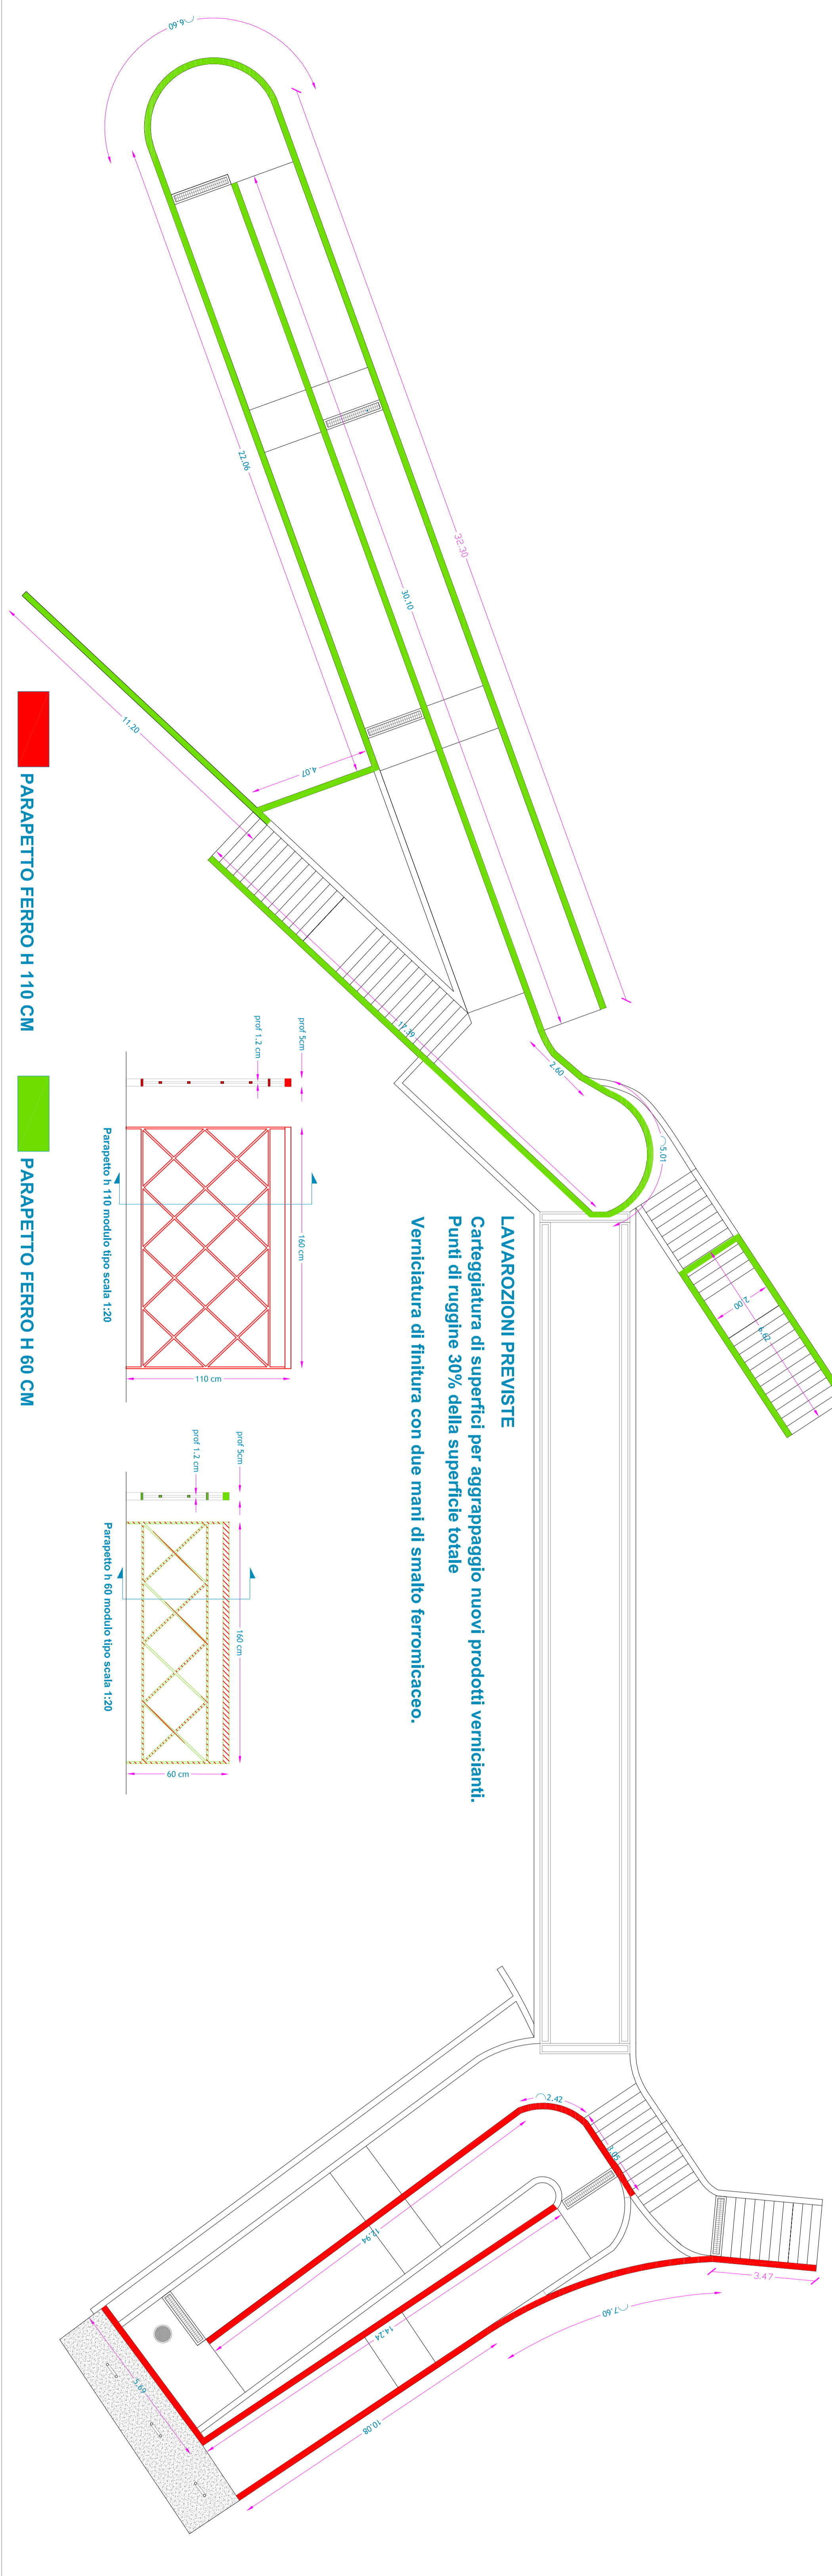 6.60
32.30
30.10
22.06
11.20
4.07
17.39
2.60
5.01
2.00
6.62
PARAPETTO FERRO H 110 CM
PARAPETTO FERRO H 60 CM
prof 5cm
prof 1.2 cm
160 cm
110 cm
Parapetto h 110 modulo tipo scala 1:20
prof 5cm
prof 1.2 cm
160 cm
60 cm
Parapetto h 60 modulo tipo scala 1:20
LAVAROZIONI PREVISTE
Carteggiatura di superfici per aggrappaggio nuovi prodotti vernicianti.
Punti di ruggine 30% della superficie totale
Verniciatura di finitura con due mani di smalto ferromicaceo.
2.42
3.05
12.94
14.24
3.47
7.60
10.08
5.69